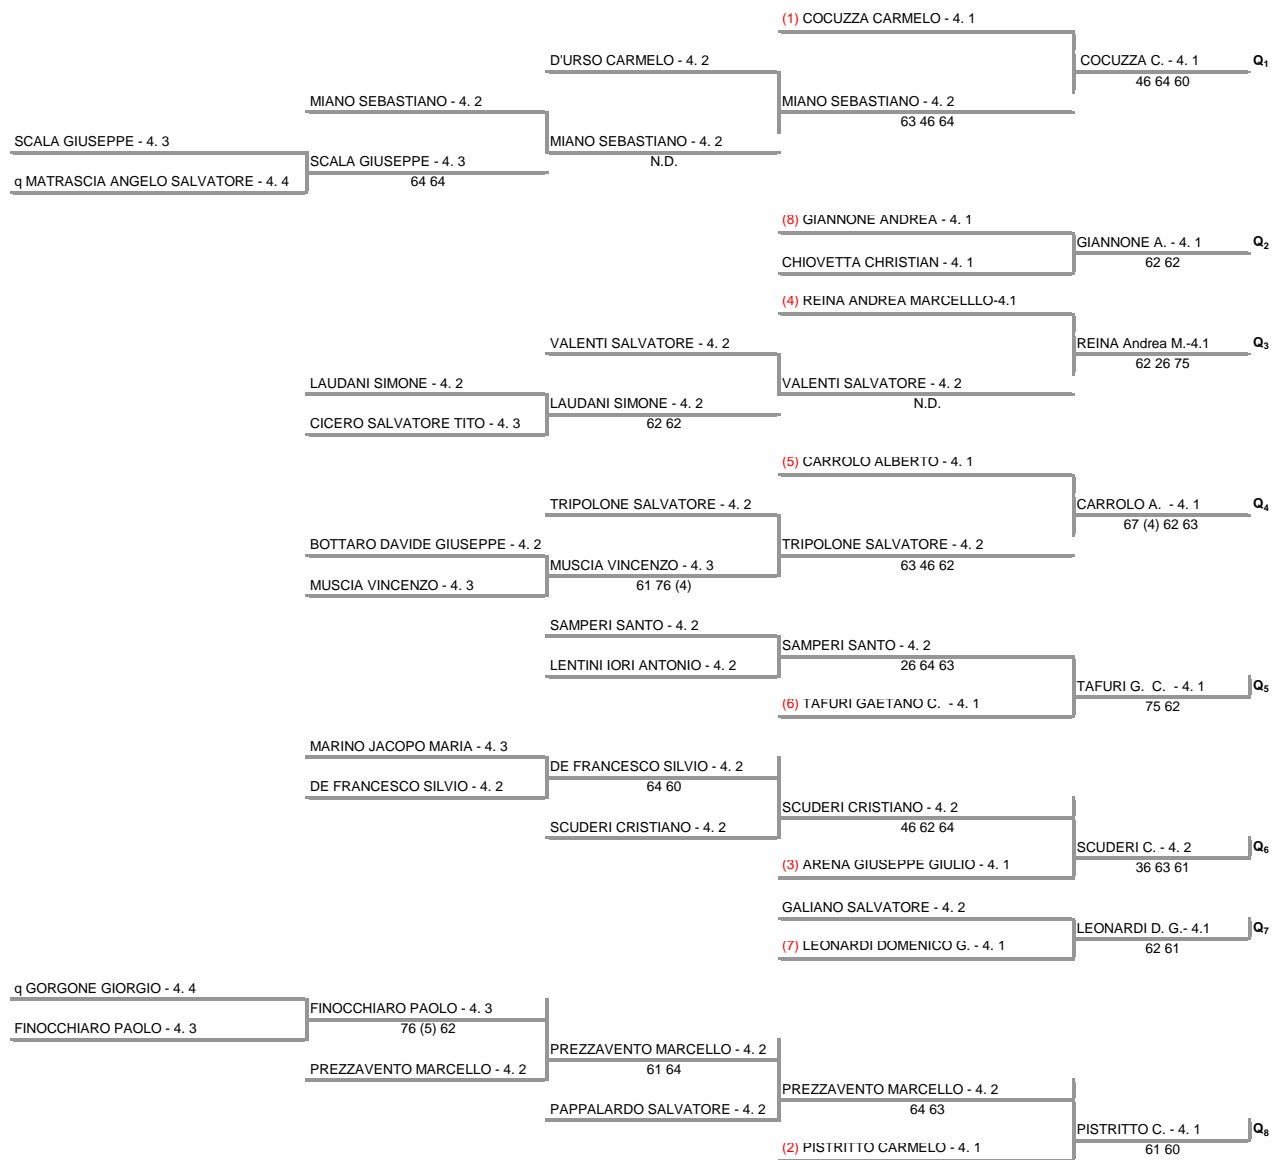 (1) COCUZZA CARMELO - 4. 1
D'URSO CARMELO - 4. 2
COCUZZA C. - 4. 1
Q1
46 64 60
MIANO SEBASTIANO - 4. 2
MIANO SEBASTIANO - 4. 2
63 46 64
SCALA GIUSEPPE - 4. 3
MIANO SEBASTIANO - 4. 2
N.D.
SCALA GIUSEPPE - 4. 3
64 64
q MATRASCIA ANGELO SALVATORE - 4. 4
(8) GIANNONE ANDREA - 4. 1
GIANNONE A. - 4. 1
Q2
62 62
CHIOVETTA CHRISTIAN - 4. 1
(4) REINA ANDREA MARCELLLO-4.1
VALENTI SALVATORE - 4. 2
REINA Andrea M.-4.1
Q3
62 26 75
LAUDANI SIMONE - 4. 2
VALENTI SALVATORE - 4. 2
N.D.
LAUDANI SIMONE - 4. 2
62 62
CICERO SALVATORE TITO - 4. 3
(5) CARROLO ALBERTO - 4. 1
TRIPOLONE SALVATORE - 4. 2
CARROLO A. - 4. 1
Q4
67 (4) 62 63
BOTTARO DAVIDE GIUSEPPE - 4. 2
TRIPOLONE SALVATORE - 4. 2
63 46 62
MUSCIA VINCENZO - 4. 3
61 76 (4)
MUSCIA VINCENZO - 4. 3
SAMPERI SANTO - 4. 2
SAMPERI SANTO - 4. 2
26 64 63
LENTINI IORI ANTONIO - 4. 2
TAFURI G. C. - 4. 1
Q5
75 62
(6) TAFURI GAETANO C. - 4. 1
MARINO JACOPO MARIA - 4. 3
DE FRANCESCO SILVIO - 4. 2
64 60
DE FRANCESCO SILVIO - 4. 2
SCUDERI CRISTIANO - 4. 2
46 62 64
SCUDERI CRISTIANO - 4. 2
SCUDERI C. - 4. 2
Q6
36 63 61
(3) ARENA GIUSEPPE GIULIO - 4. 1
GALIANO SALVATORE - 4. 2
LEONARDI D. G.- 4.1
Q7
62 61
(7) LEONARDI DOMENICO G. - 4. 1
q GORGONE GIORGIO - 4. 4
FINOCCHIARO PAOLO - 4. 3
76 (5) 62
FINOCCHIARO PAOLO - 4. 3
PREZZAVENTO MARCELLO - 4. 2
61 64
PREZZAVENTO MARCELLO - 4. 2
PREZZAVENTO MARCELLO - 4. 2
64 63
PAPPALARDO SALVATORE - 4. 2
PISTRITTO C. - 4. 1
Q8
61 60
(2) PISTRITTO CARMELO - 4. 1